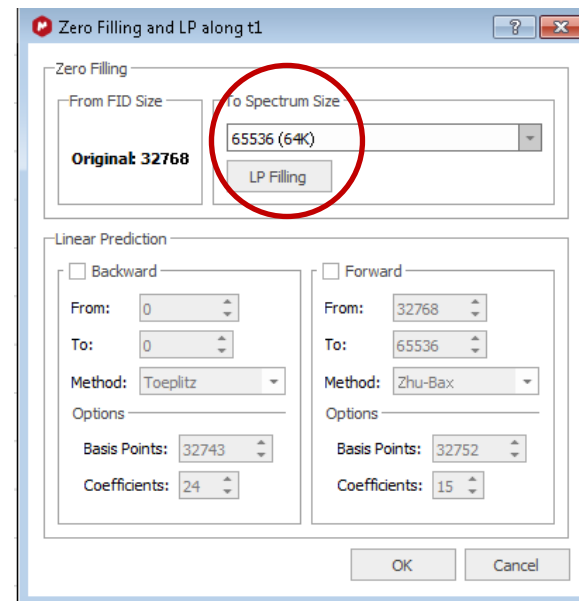 Zero Filling and LP along t1
Zero Filling
From FID Size
To Spectrum Size
Original: 32768
65536 (64K)
LP Filling
Linear Prediction
Backward
Forward
From: 0
From: 32768
To: 0
To: 65536
Method: Toeplitz
Method: Zhu-Bax
Options
Options
Basis Points: 32743
Basis Points: 32752
Coefficients: 24
Coefficients: 15
OK
Cancel